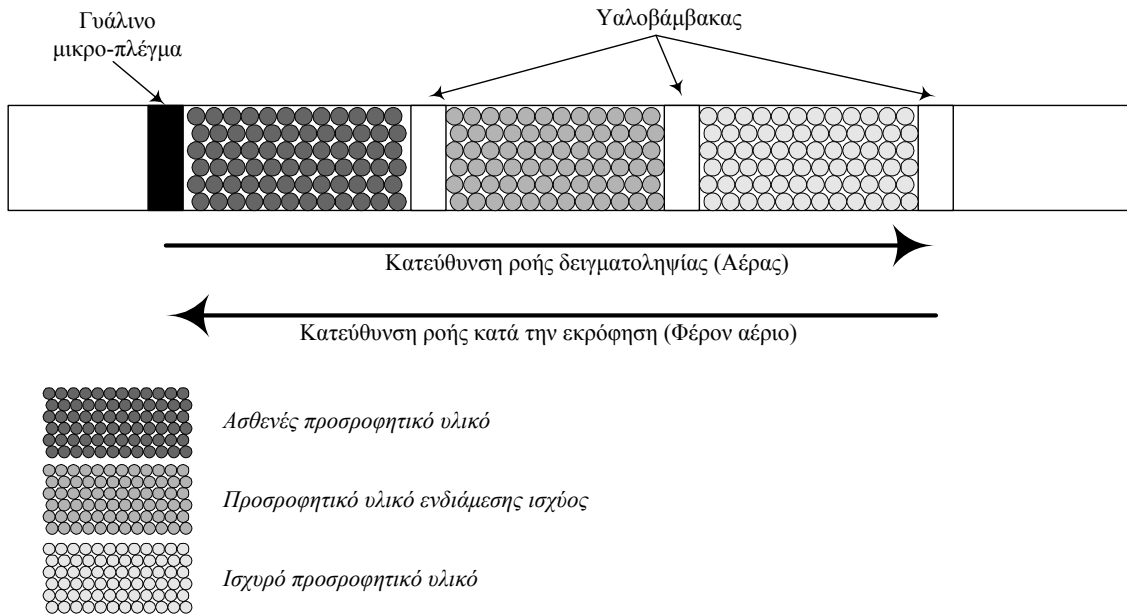 Γυάλινο
μικρο-πλέγμα
Υαλοβάμβακας
Κατεύθυνση ροής δειγματοληψίας (Αέρας)
Κατεύθυνση ροής κατά την εκρόφηση (Φέρον αέριο)
Ασθενές προσροφητικό υλικό
Προσροφητικό υλικό ενδιάμεσης ισχύος
Ισχυρό προσροφητικό υλικό